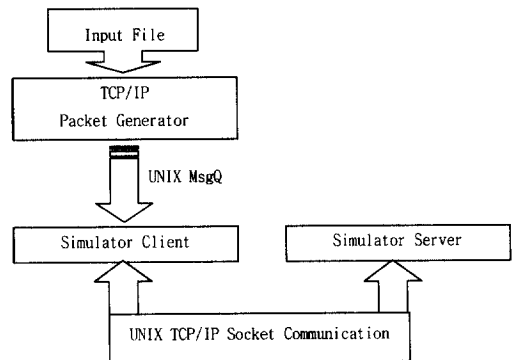 Input File
TCP/IP
Packet Generator
UNIX MsgQ
Simulator Client
Simulator Server
UNIX TCP/IP Socket Communication